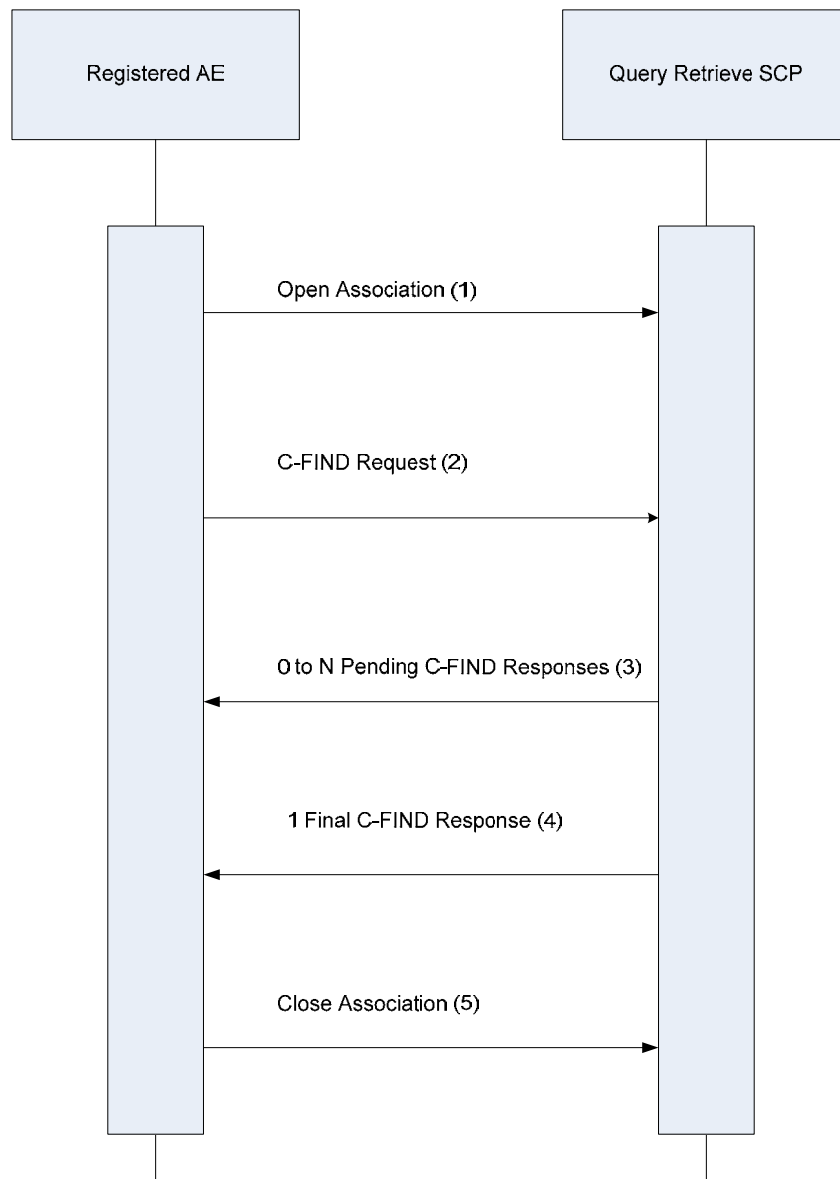 Registered AE
Query Retrieve SCP
Open Association (1)
C-FIND Request (2)
0 to N Pending C-FIND Responses (3)
1 Final C-FIND Response (4)
Close Association (5)